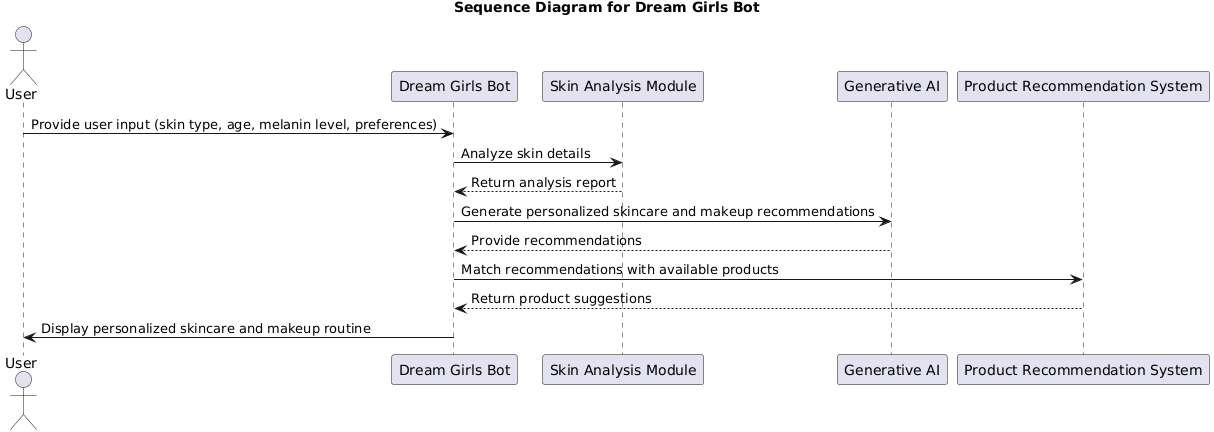 Sequence Diagram for Dream Girls Bot
User
Dream Girls Bot
Skin Analysis Module
Generative AI
Product Recommendation System
Provide user input (skin type, age, melanin level, preferences)
Analyze skin details
Return analysis report
Generate personalized skincare and makeup recommendations
Provide recommendations
Match recommendations with available products
Return product suggestions
Display personalized skincare and makeup routine
User
Dream Girls Bot
Skin Analysis Module
Generative AI
Product Recommendation System